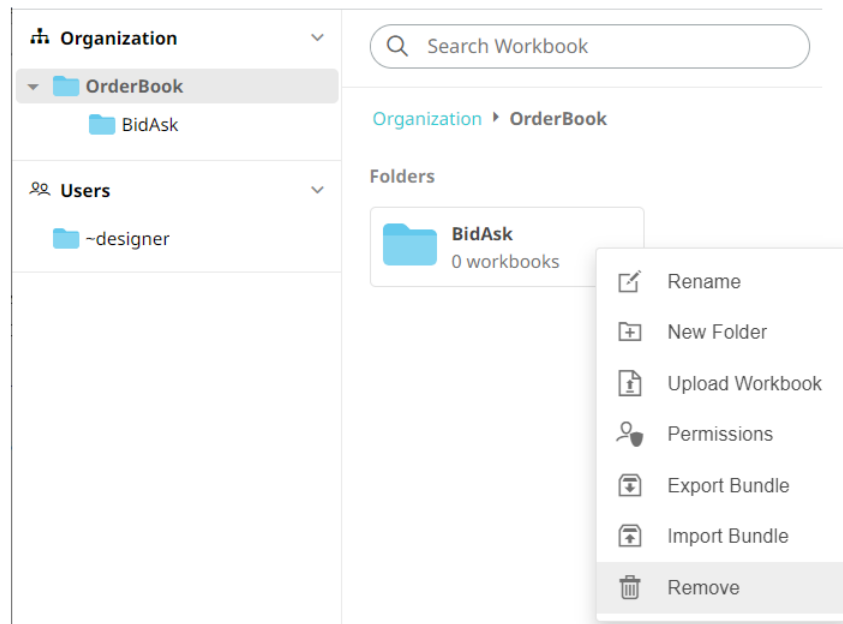 Organization
OrderBook
BidAsk
Users
~designer
Search Workbook
Organization OrderBook
Folders
BidAsk
0 workbooks
Rename
New Folder
Upload Workbook
Permissions
Export Bundle
Import Bundle
Remove